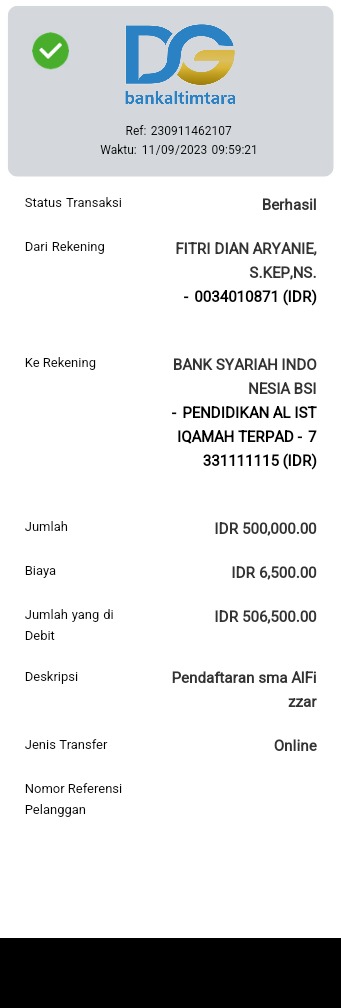 DG
bankaltimtara
Ref: 230911462107
Waktu: 11/09/2023 09:59:21
Status Transaksi
Berhasil
Dari Rekening
FITRI DIAN ARYANIE,
S.KEP,NS.
- 0034010871 (IDR)
Ke Rekening
BANK SYARIAH INDO
NESIA BSI
- PENDIDIKAN AL IST
IQAMAH TERPAD - 7
331111115 (IDR)
Jumlah
IDR 500,000.00
Biaya
IDR 6,500.00
Jumlah yang di
Debit
IDR 506,500.00
Deskripsi
Pendaftaran sma AlFi
zzar
Jenis Transfer
Online
Nomor Referensi
Pelanggan